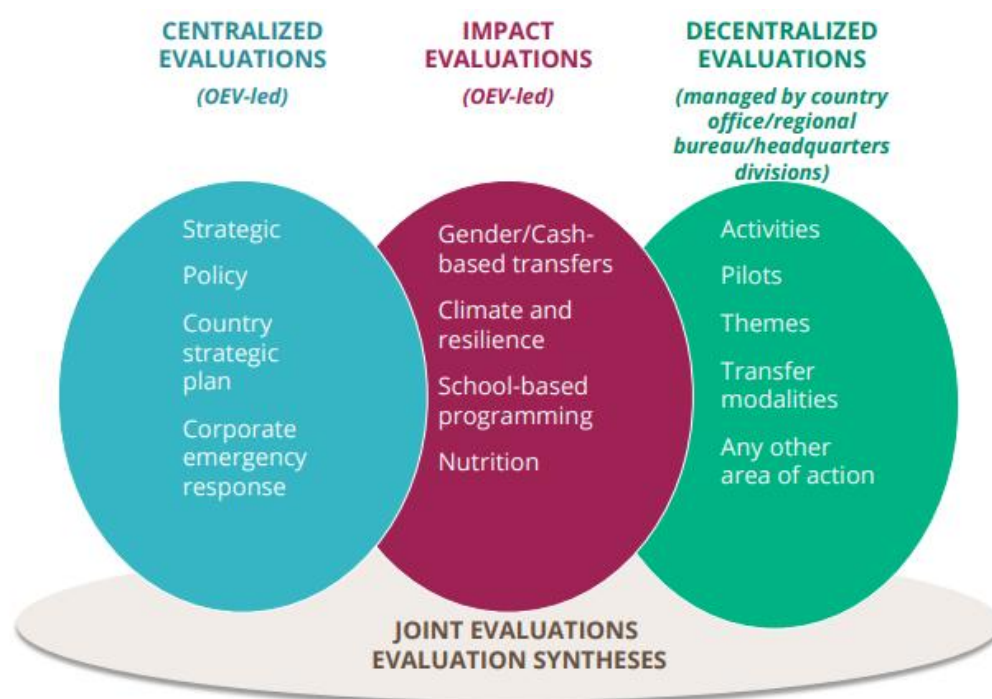 CENTRALIZED
EVALUATIONS
(OEV-led)
IMPACT
EVALUATIONS
(OEV-led)
DECENTRALIZED
EVALUATIONS
(managed by country
office/regional
bureau/headquarters
divisions)
Strategic
Policy
Country
strategic
plan
Corporate
emergency
response
Gender/Cash-
based transfers
Climate and
resilience
School-based
programming
Nutrition
Activities
Pilots
Themes
Transfer
modalities
Any other
area of action
JOINT EVALUATIONS
EVALUATION SYNTHESES